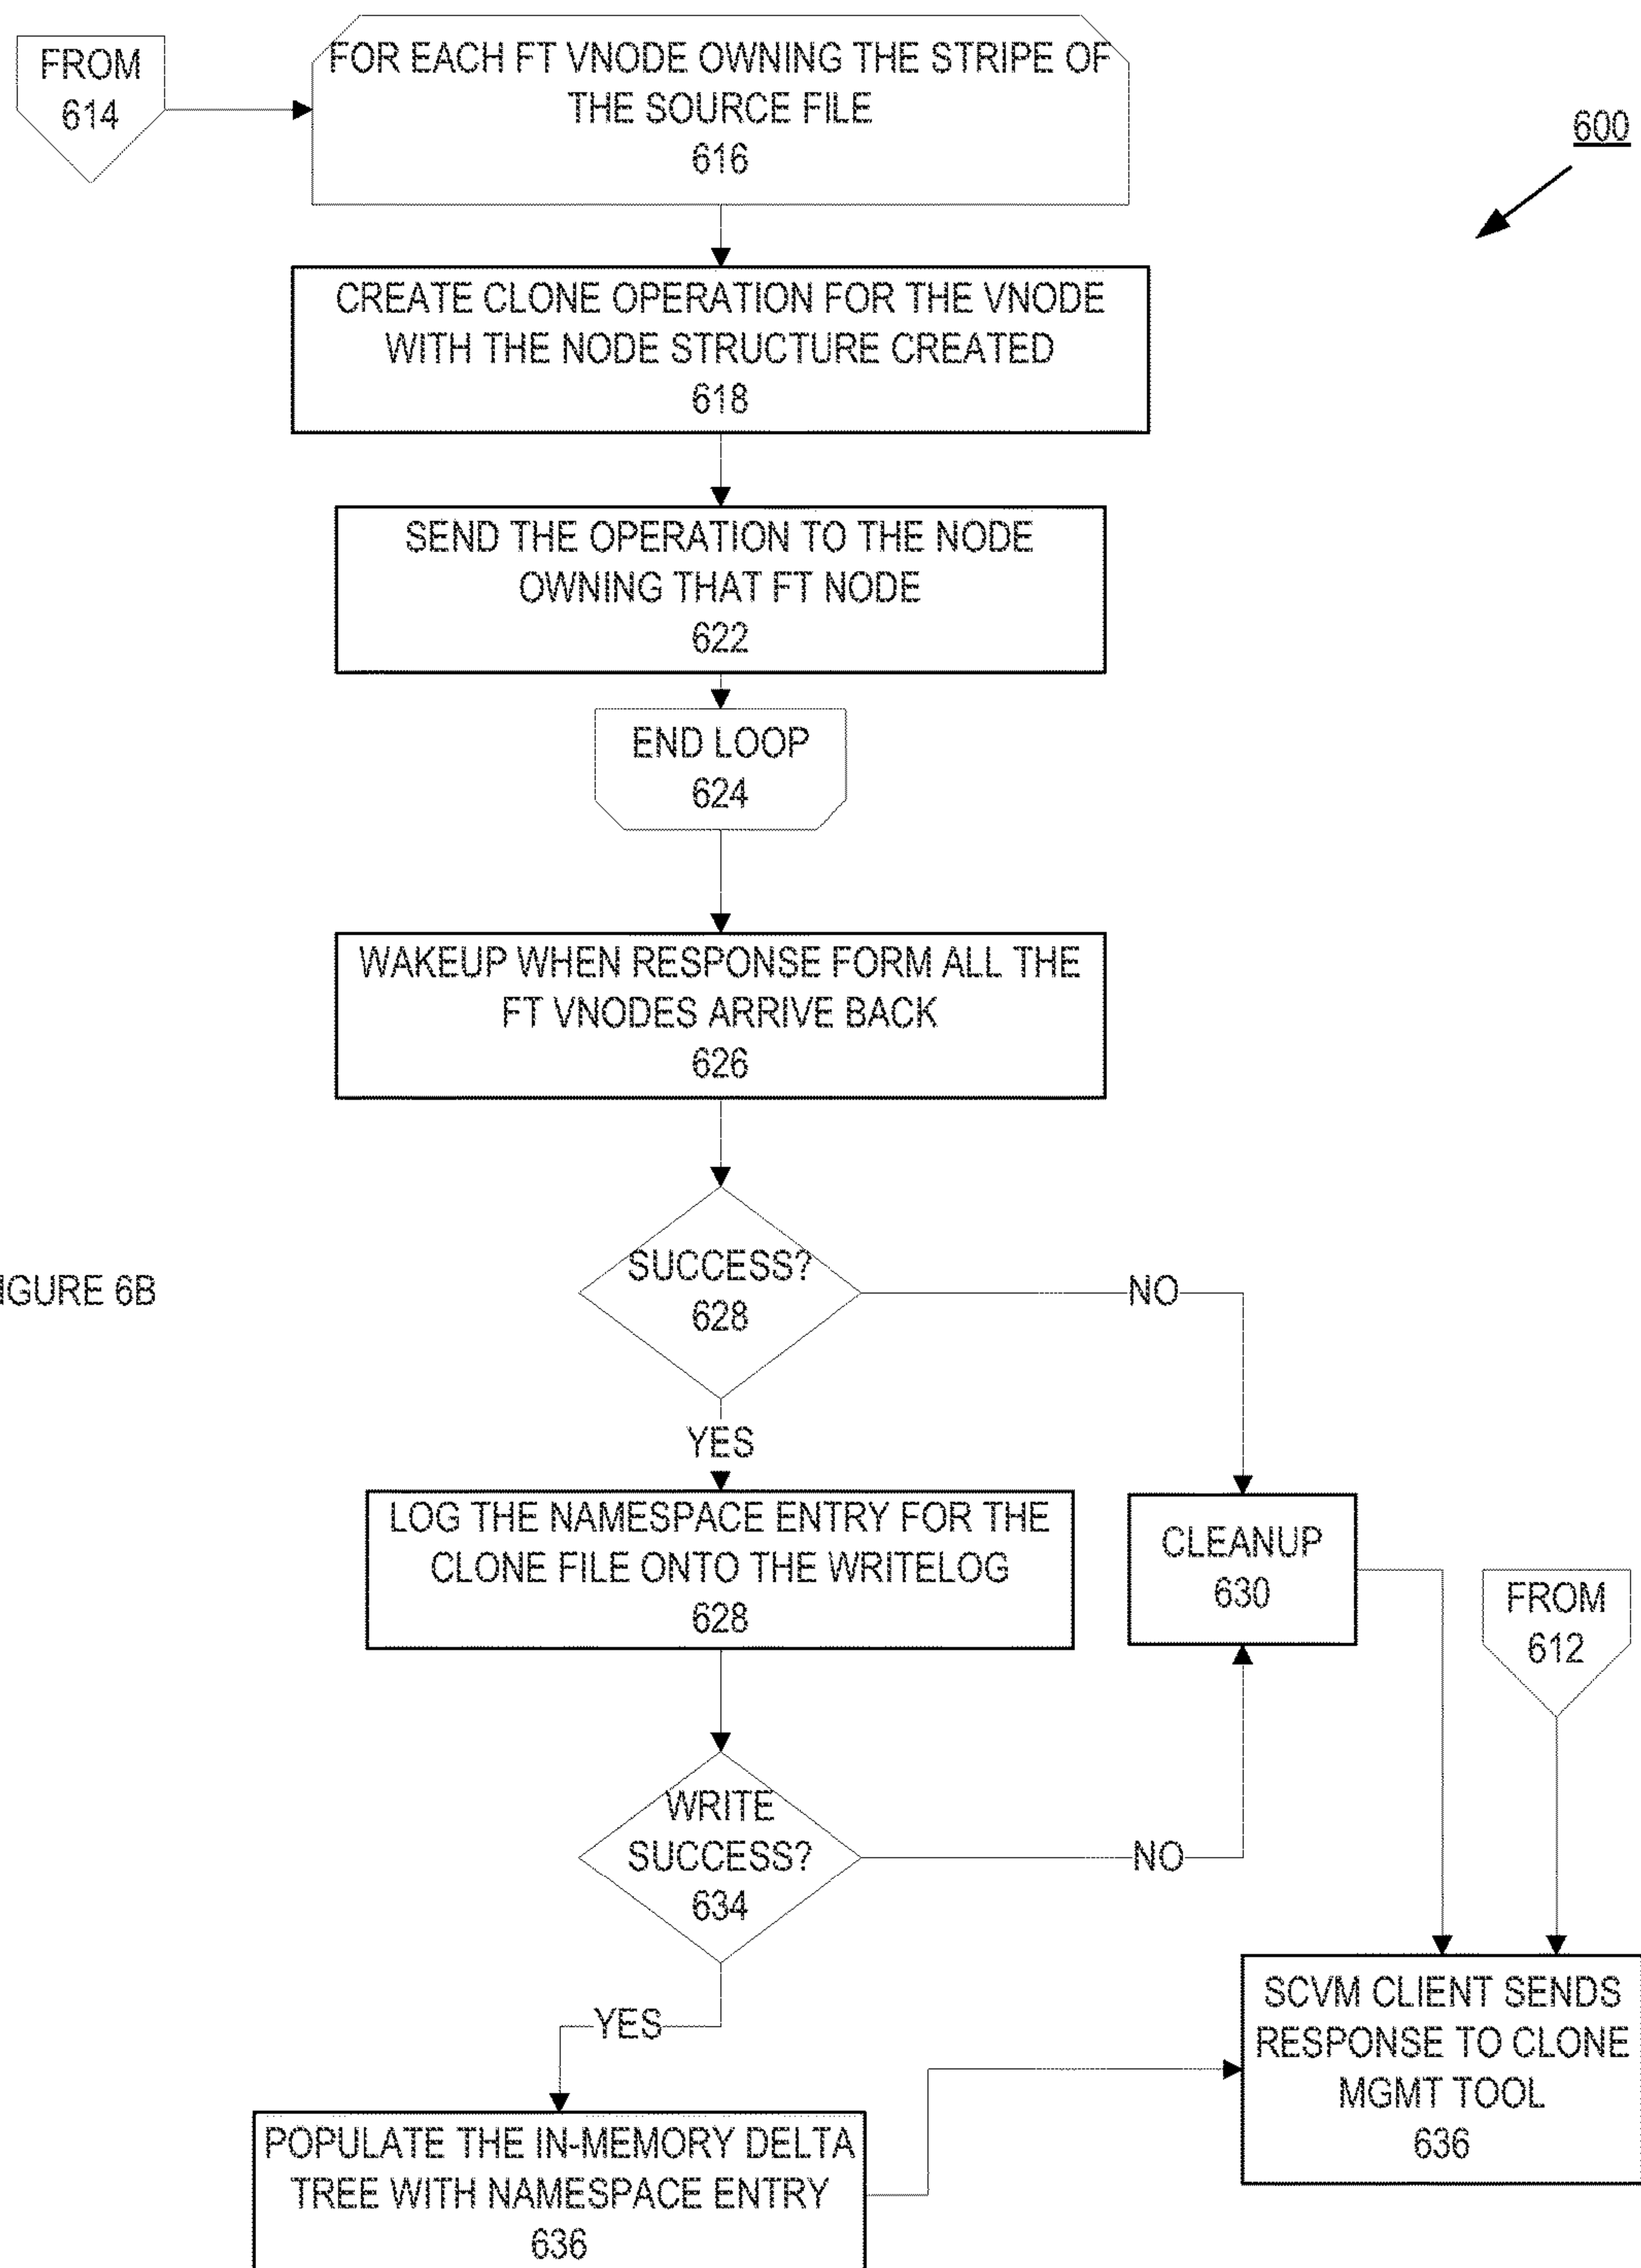 FROM
614
FOR EACH FT VNODE OWNING THE STRIPE OF
THE SOURCE FILE
616
600
CREATE CLONE OPERATION FOR THE VNODE
WITH THE NODE STRUCTURE CREATED
618
SEND THE OPERATION TO THE NODE
OWNING THAT FT NODE
622
END LOOP
624
WAKEUP WHEN RESPONSE FORM ALL THE
FT VNODES ARRIVE BACK
626
SUCCESS?
628
NO
IGURE 6B
YES
LOG THE NAMESPACE ENTRY FOR THE
CLONE FILE ONTO THE WRITELOG
628
CLEANUP
630
FROM
612
WRITE
SUCCESS?
634
NO
YES
SCVM CLIENT SENDS
RESPONSE TO CLONE
MGMT TOOL
636
POPULATE THE IN-MEMORY DELTA
TREE WITH NAMESPACE ENTRY
636